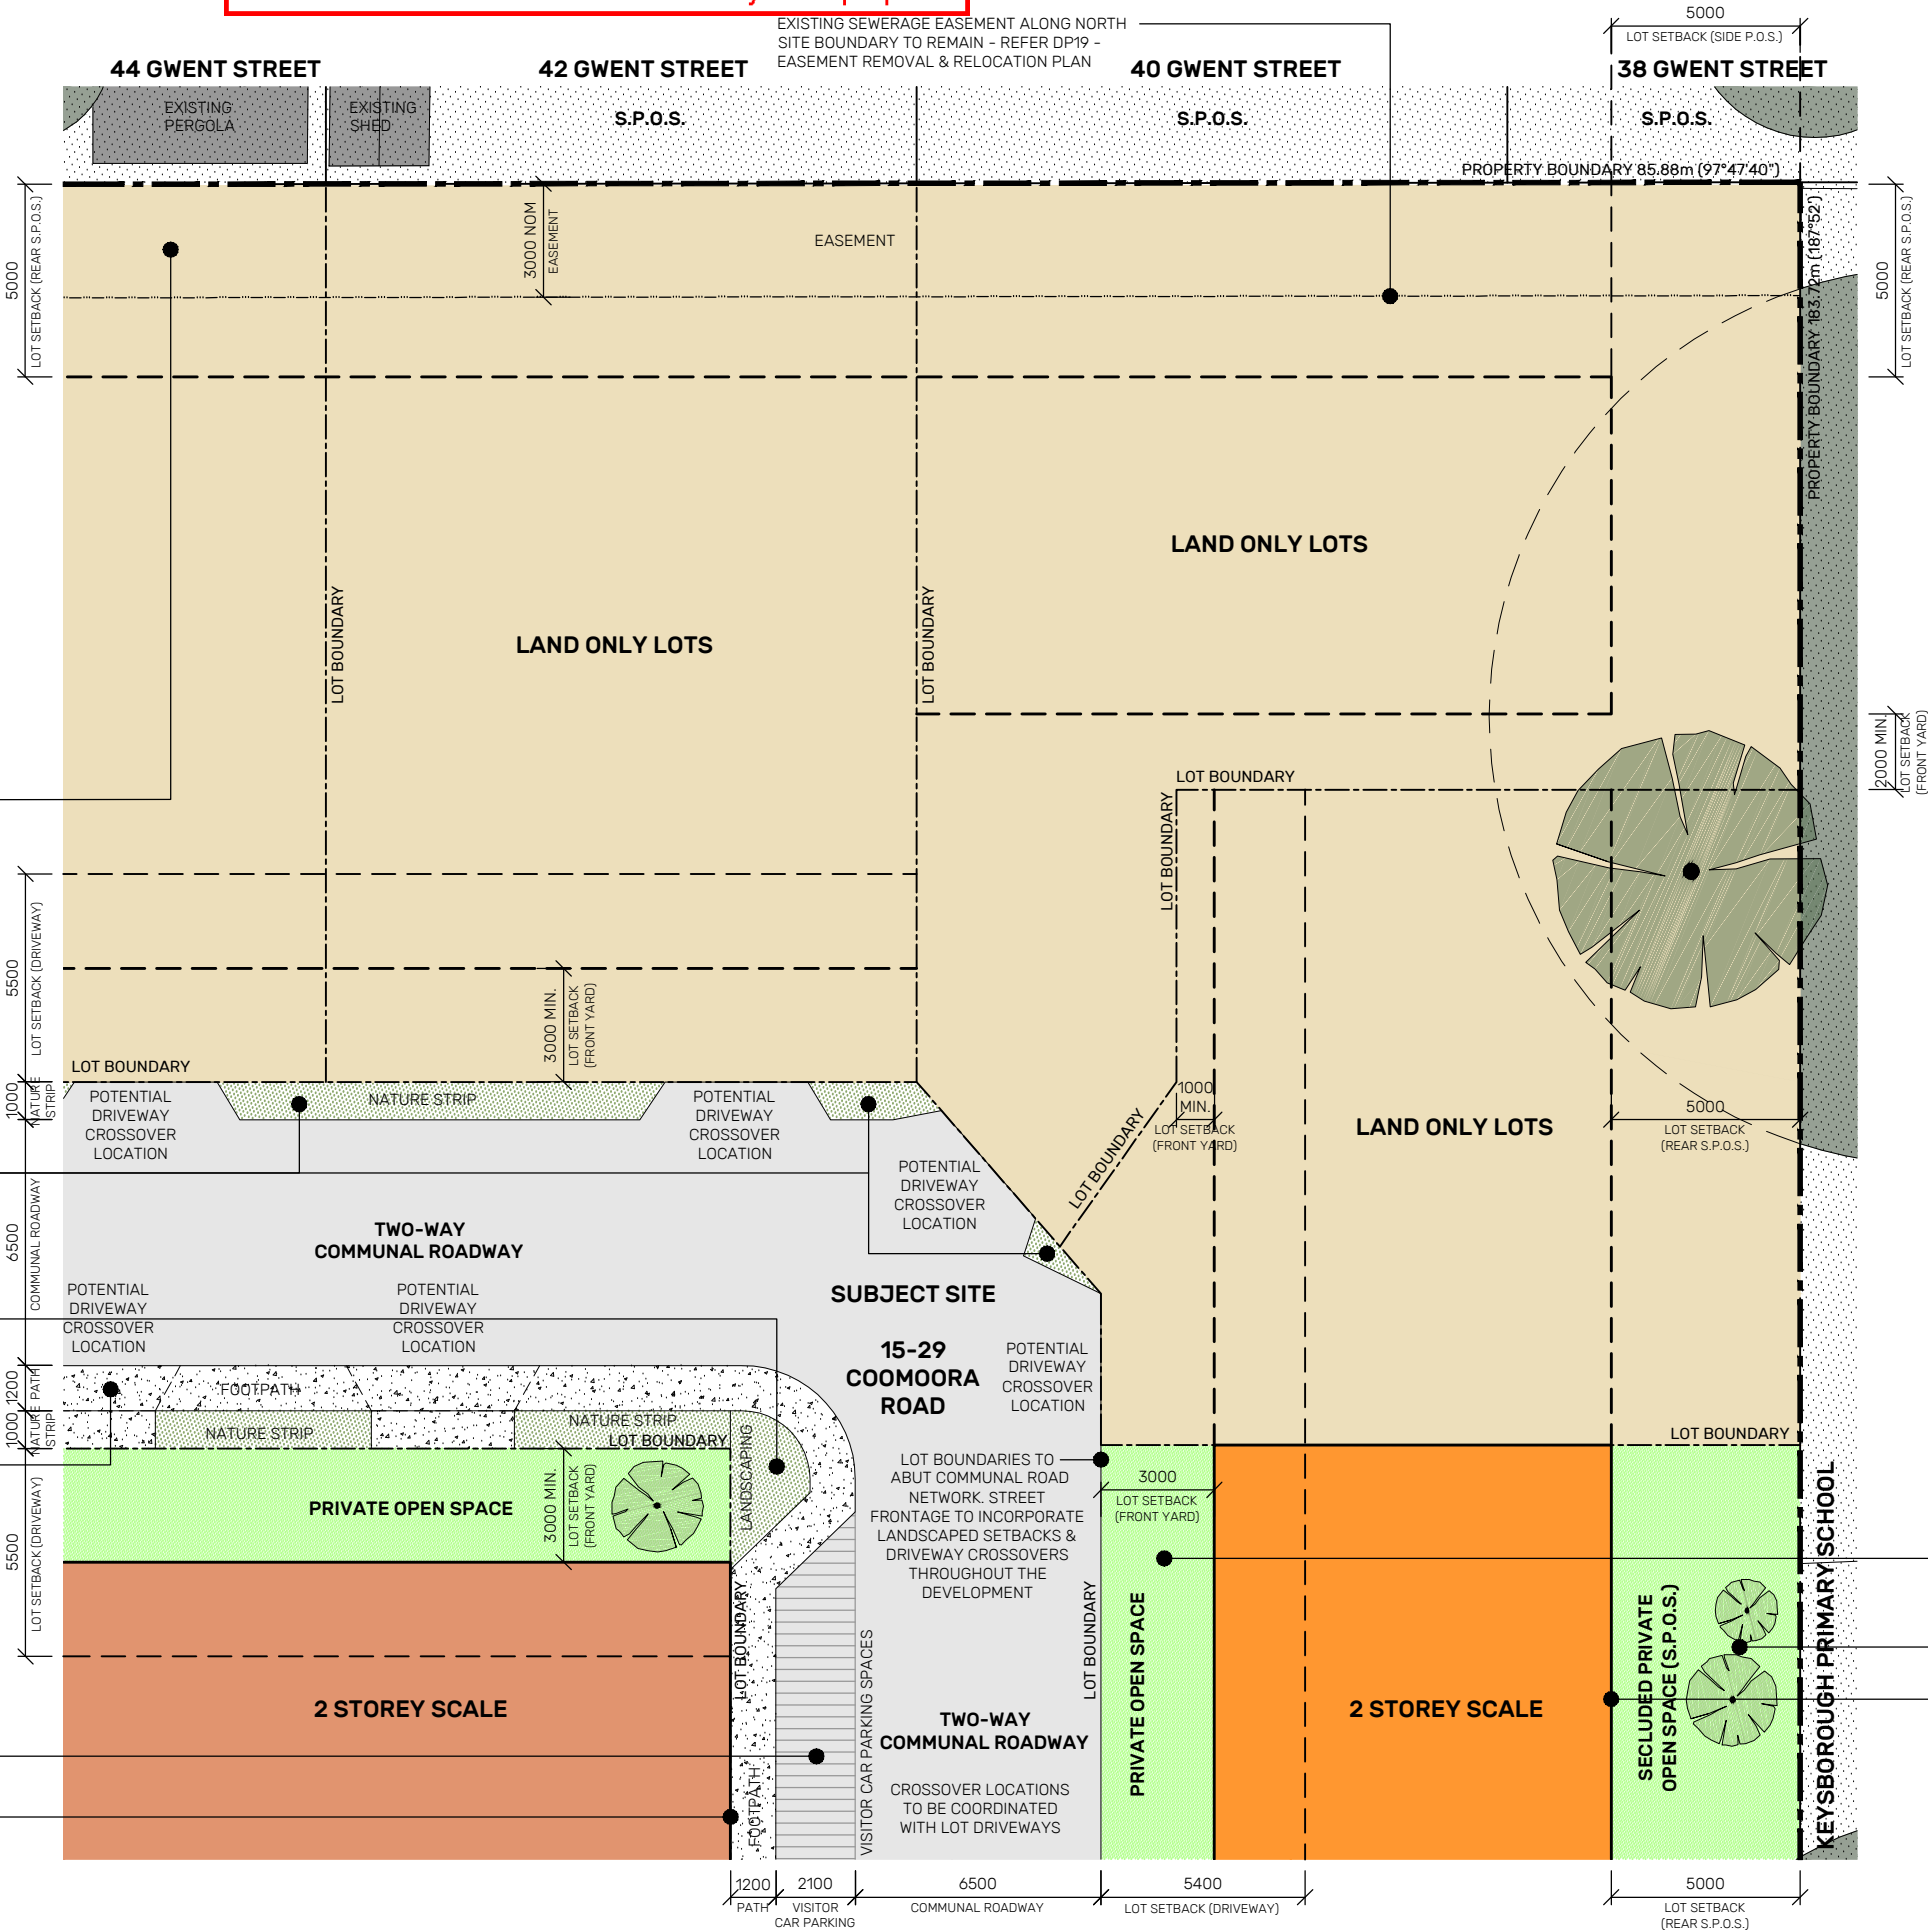 EXISTING SEWERAGE EASEMENT ALONG NORTH
SITE BOUNDARY TO REMAIN - REFER DP19 -
EASEMENT REMOVAL & RELOCATION PLAN
5000
LOT SETBACK (SIDE P.O.S.)
44 GWENT STREET
42 GWENT STREET
40 GWENT STREET
38 GWENT STREET
EXISTING
PERGOLA
EXISTING
SHED
S.P.O.S.
S.P.O.S.
S.P.O.S.
PROPERTY BOUNDARY 85.88m (97°47'40")
PROPERTY BOUNDARY 183.72m (187°52')
5000
LOT SETBACK (REAR S.P.O.S.)
3000 NOM
EASEMENT
EASEMENT
5000
LOT SETBACK (REAR S.P.O.S.)
LAND ONLY LOTS
LOT BOUNDARY
LAND ONLY LOTS
LOT BOUNDARY
2000 MIN.
LOT SETBACK
(FRONT YARD)
LOT BOUNDARY
LOT BOUNDARY
5500
LOT SETBACK (DRIVEWAY)
3000 MIN.
LOT SETBACK
(FRONT YARD)
LOT BOUNDARY
1000
NATURE
STRIP
POTENTIAL
DRIVEWAY
CROSSOVER
LOCATION
NATURE STRIP
POTENTIAL
DRIVEWAY
CROSSOVER
LOCATION
1000
MIN.
LOT SETBACK
(FRONT YARD)
LAND ONLY LOTS
5000
LOT SETBACK
(REAR S.P.O.S.)
LOT BOUNDARY
POTENTIAL
DRIVEWAY
CROSSOVER
LOCATION
6500
COMMUNAL ROADWAY
TWO-WAY
COMMUNAL ROADWAY
POTENTIAL
DRIVEWAY
CROSSOVER
LOCATION
POTENTIAL
DRIVEWAY
CROSSOVER
LOCATION
SUBJECT SITE
15-29
COOMOORA
ROAD
POTENTIAL
DRIVEWAY
CROSSOVER
LOCATION
1200
PATH
FOOTPATH
1000
NATURE
STRIP
NATURE STRIP
NATURE STRIP
LOT BOUNDARY
LANDSCAPING
LOT BOUNDARY
LOT BOUNDARIES TO
ABUT COMMUNAL ROAD
NETWORK. STREET
FRONTAGE TO INCORPORATE
LANDSCAPED SETBACKS &
DRIVEWAY CROSSOVERS
THROUGHOUT THE
DEVELOPMENT
3000
LOT SETBACK
(FRONT YARD)
5500
LOT SETBACK (DRIVEWAY)
PRIVATE OPEN SPACE
3000 MIN.
LOT SETBACK
(FRONT YARD)
LOT BOUNDARY
LOT BOUNDARY
PRIVATE OPEN SPACE
SECLUDED PRIVATE
OPEN SPACE (S.P.O.S.)
KEYSBOROUGH PRIMARY SCHOOL
2 STOREY SCALE
VISITOR CAR PARKING SPACES
FOOTPATH
TWO-WAY
COMMUNAL ROADWAY
2 STOREY SCALE
CROSSOVER LOCATIONS
TO BE COORDINATED
WITH LOT DRIVEWAYS
1200
PATH
2100
VISITOR
CAR PARKING
6500
COMMUNAL ROADWAY
5400
LOT SETBACK (DRIVEWAY)
5000
LOT SETBACK
(REAR S.P.O.S.)